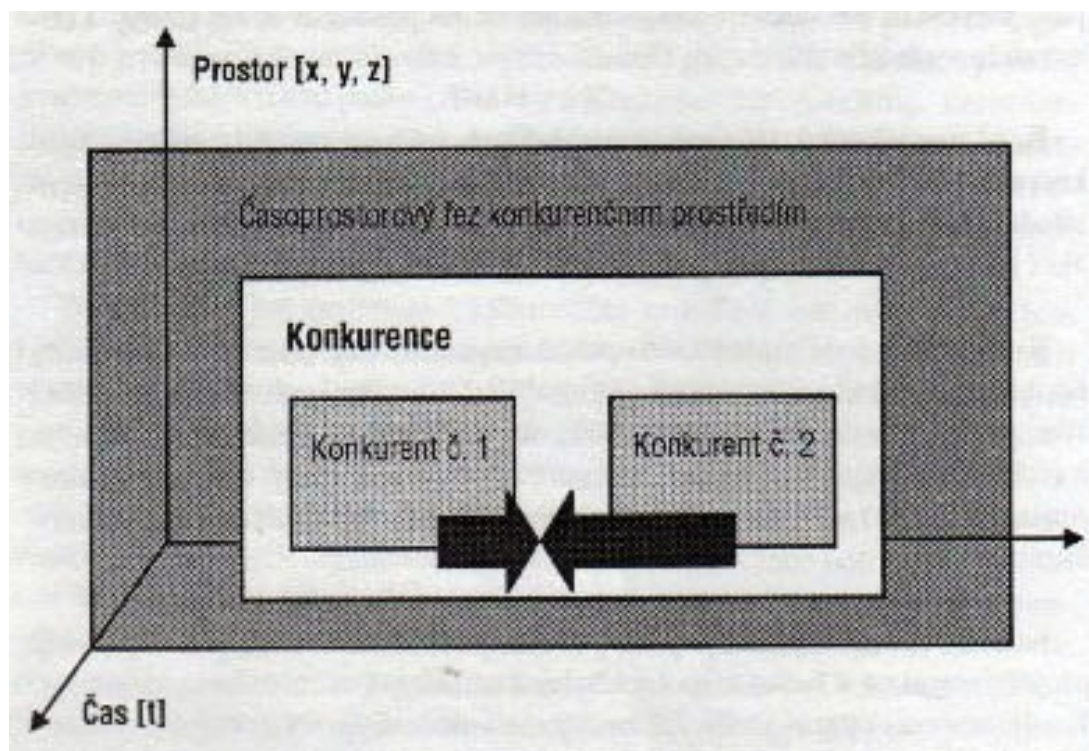 Prostor [x, y, z]
Časoprostorový řez konkurenčním prostředím
Konkurence
Konkurent č. 1
Konkurent č. 2
Čas [t]